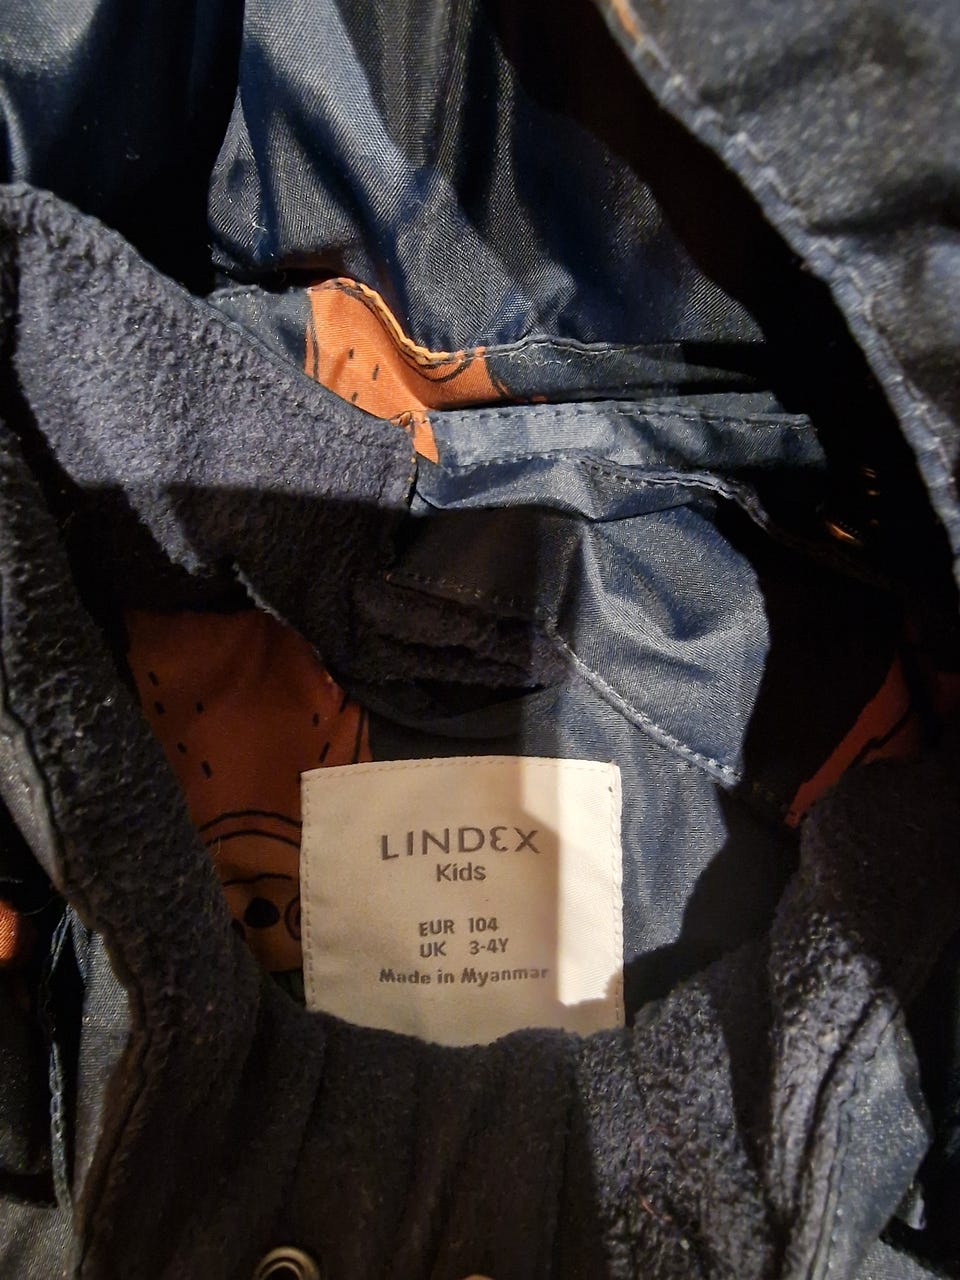 LINDEX
Kids
EUR 104
UK 3-4Y
Made in Myanmar